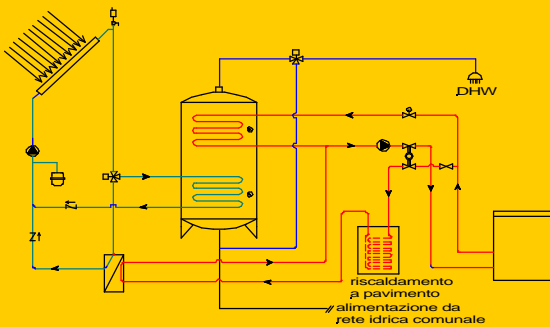 DHW
riscaldamento
a pavimento
alimentazione da
rete idrica comunale